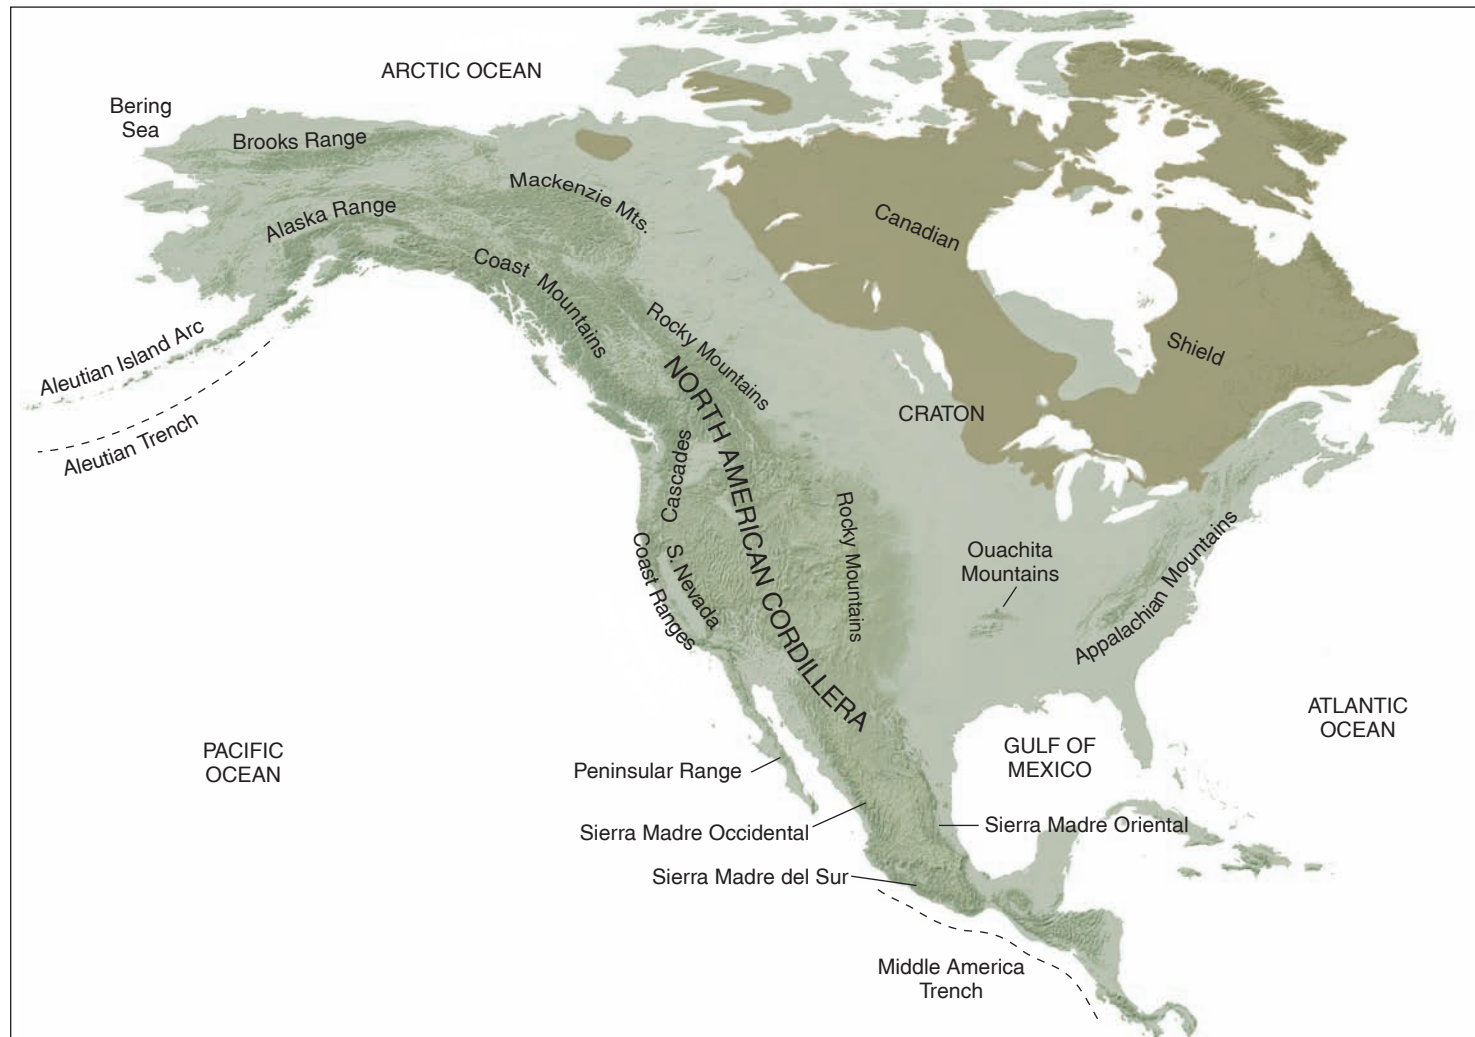 ARCTIC OCEAN
Bering
Sea
Brooks Range
Mackenzie Mts.
Alaska Range
Canadian
Coast Mountains
Aleutian Island Arc
Rocky Mountains
Shield
NORTH AMERICAN CORDILLERA
CRATON
Aleutian Trench
Cascades
Rocky Mountains
Coast Ranges
S. Nevada
Ouachita
Mountains
Appalachian Mountains
ATLANTIC
OCEAN
PACIFIC
OCEAN
GULF OF
MEXICO
Peninsular Range
Sierra Madre Occidental
Sierra Madre Oriental
Sierra Madre del Sur
Middle America
Trench